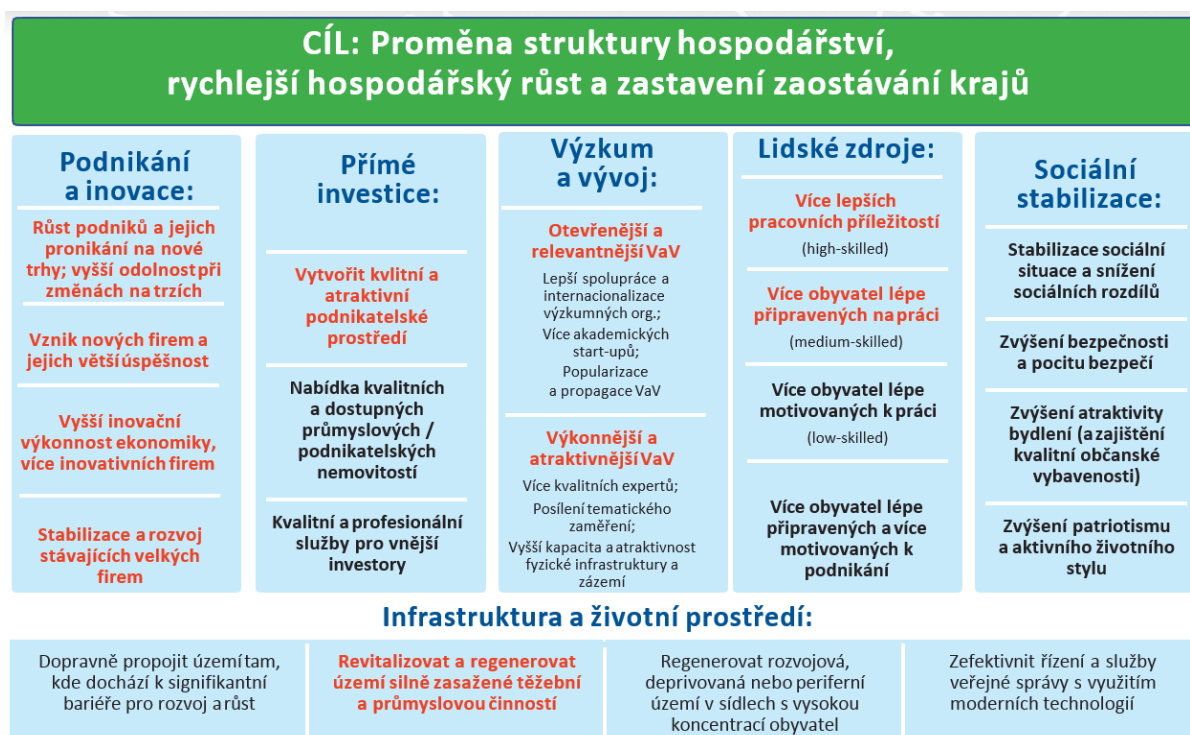 CÍL: Proměna struktury hospodářství,
rychlejší hospodářský růst a zastavení zaostávání krajů
Podnikání
a inovace:
Růst podniků a jejich
pronikání na nové
trhy; vyšší odolnost při
změnách na trzích
Vznik nových firem a
jejich větší úspěšnost
Vyšší inovační
výkonnost ekonomiky,
více inovativních firem
Stabilizace a rozvoj
stávajících velkých
firem
Přímé
investice:
Vytvořit kvlitní a
atraktivní
podnikatelské
prostředí
Nabídka kvalitních
a dostupných
průmyslových /
podnikatelských
nemovitostí
Kvalitní a profesionální
služby pro vnější
investory
Výzkum
a vývoj:
Otevřenější a
relevantnější VaV
Lepší spolupráce a
internacionalizace
výzkumných org.;
Více akademických
start-upů;
Popularizace
a propagace VaV
Výkonnější a
atraktivnější VaV
Více kvalitních expertů;
Posílení tematického
zaměření;
Vyšší kapacita a atraktivnost
fyzické infrastruktury a
zázemí
Lidské zdroje:
Více lepších
pracovních příležitostí
(high-skilled)
Více obyvatel lépe
připravených na práci
(medium-skilled)
Více obyvatel lépe
motivovaných k práci
(low-skilled)
Více obyvatel lépe
připravených a více
motivovaných k
podnikání
Sociální
stabilizace:
Stabilizace sociální
situace a snížení
sociálních rozdílů
Zvýšení bezpečnosti
a pocitu bezpečí
Zvýšení atraktivity
bydlení (a zajištění
kvalitní občanské
vybavenosti)
Zvýšení patriotismu
a aktivního životního
stylu
Infrastruktura a životní prostředí:
Dopravně propojit území tam,
kde dochází k signifikantní
bariéře pro rozvoj a růst
Revitalizovat a regenerovat
území silně zasažené těžební
a průmyslovou činností
Regenerovat rozvojová,
deprivovaná nebo periferní
území v sídlech s vysokou
koncentrací obyvatel
Zefektivnit řízení a služby
veřejné správy s využitím
moderních technologií